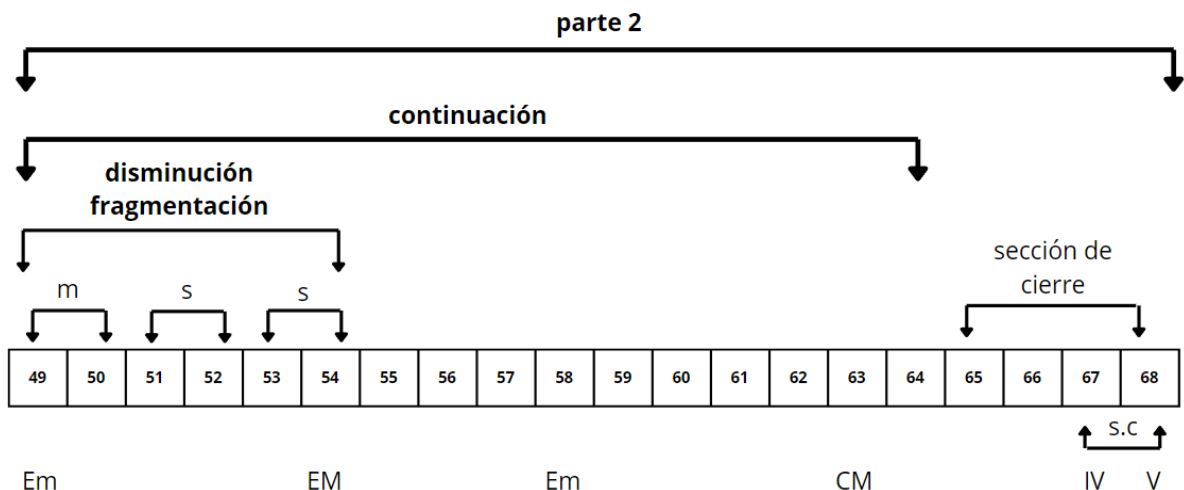 parte 2
continuación
disminución
fragmentación
sección de
cierre
m s s
49 50 51 52 53 54 55 56 57 58 59 60 61 62 63 64 65 66 67 68
s.c
Em EM Em CM IV V